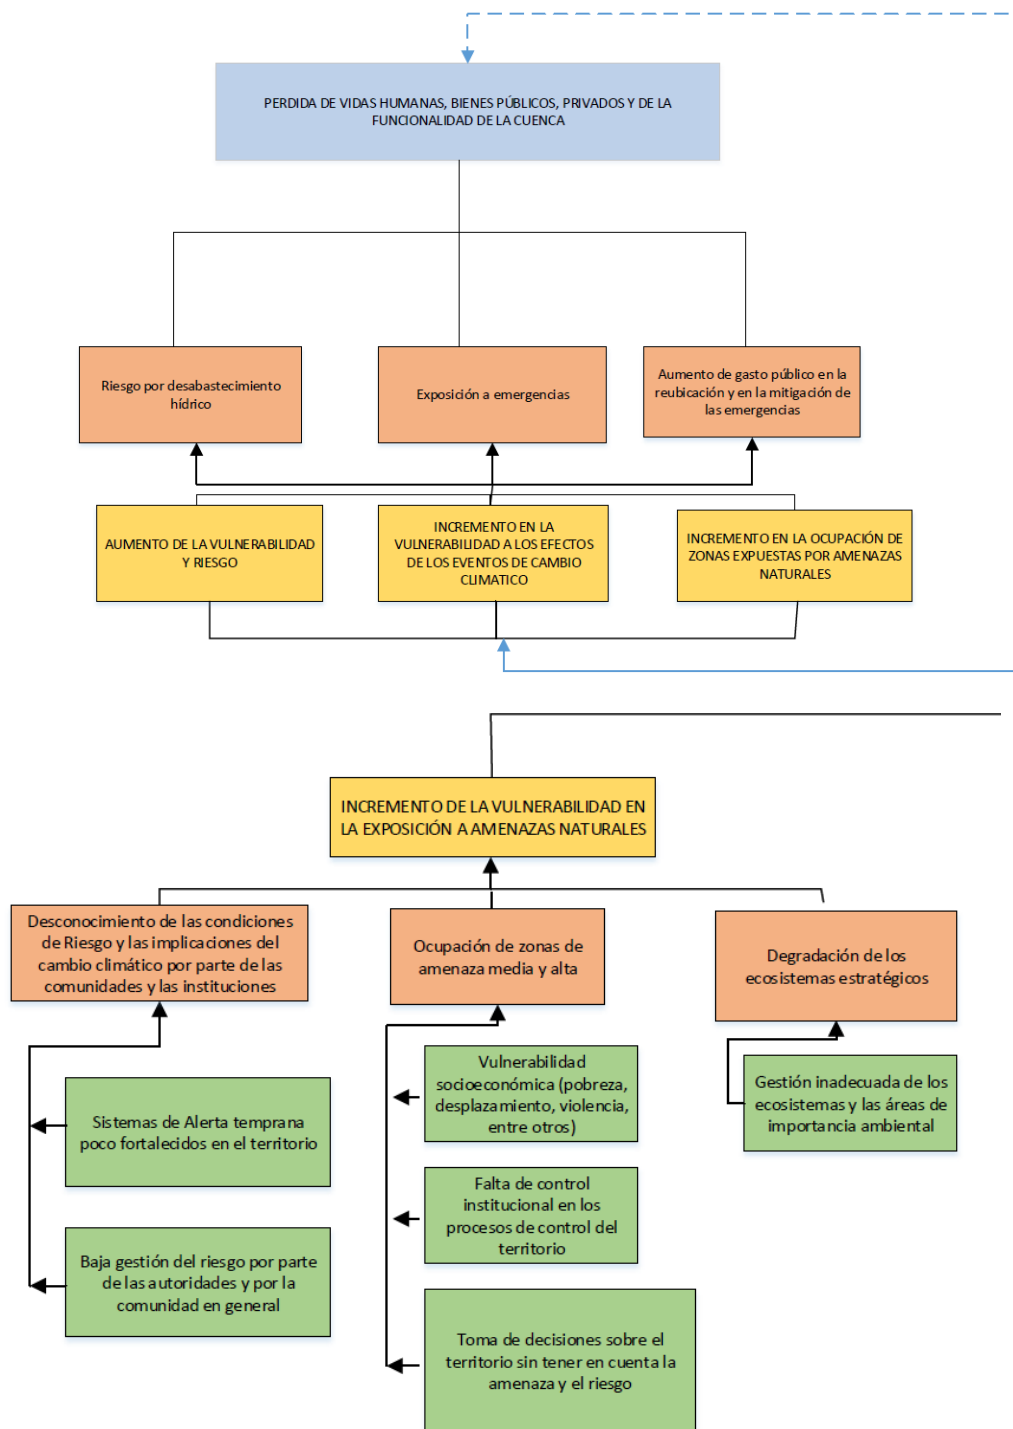 PERDIDA DE VIDAS HUMANAS, BIENES PÚBLICOS, PRIVADOS Y DE LA
FUNCIONALIDAD DE LA CUENCA
Riesgo por desabastecimiento
hídrico
Exposición a emergencias
Aumento de gasto público en la
reubicación y en la mitigación de
las emergencias
AUMENTO DE LA VULNERABILIDAD
Y RIESGO
INCREMENTO EN LA
VULNERABILIDAD A LOS EFECTOS
DE LOS EVENTOS DE CAMBIO
CLIMATICO
INCREMENTO EN LA OCUPACIÓN DE
ZONAS EXPUESTAS POR AMENAZAS
NATURALES
INCREMENTO DE LA VULNERABILIDAD EN
LA EXPOSICIÓN A AMENAZAS NATURALES
Desconocimiento de las condiciones
de Riesgo y las implicaciones del
cambio climático por parte de las
comunidades y las instituciones
Ocupación de zonas de
amenaza media y alta
Degradación de los
ecosistemas estratégicos
Sistemas de Alerta temprana
poco fortalecidos en el territorio
Baja gestión del riesgo por parte
de las autoridades y por la
comunidad en general
Vulnerabilidad
socioeconómica (pobreza,
desplazamiento, violencia,
entre otros)
Falta de control
institucional en los
procesos de control del
territorio
Toma de decisiones sobre el
territorio sin tener en cuenta la
amenaza y el riesgo
Gestión inadecuada de los
ecosistemas y las áreas de
importancia ambiental